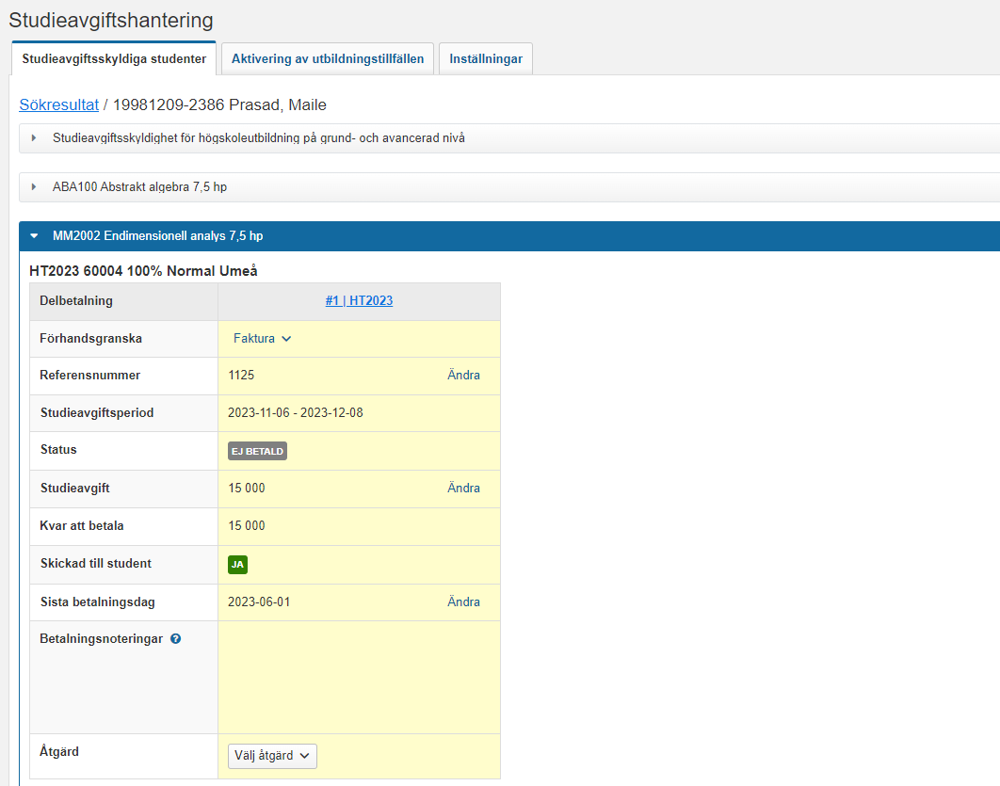 Studieavgiftshantering
Studieavgiftsskyldiga studenter Aktivering av utbildningstillfällen Inställningar
Sökresultat / 19981209-2386 Prasad, Maile
Studieavgiftsskyldighet för högskoleutbildning på grund- och avancerad nivå
ABA100 Abstrakt algebra 7,5 hp
MM2002 Endimensionell analys 7,5 hp
HT2023 60004 100% Normal Umeå
Delbetalning #1 | HT2023
Förhandsgranska Faktura
Referensnummer 1125 Ändra
Studieavgiftsperiod 2023-11-06 - 2023-12-08
Status EJ BETALD
Studieavgift 15 000 Ändra
Kvar att betala 15 000
Skickad till student JA
Sista betalningsdag 2023-06-01 Ändra
Betalningsnoteringar ?
Åtgärd Välj åtgärd